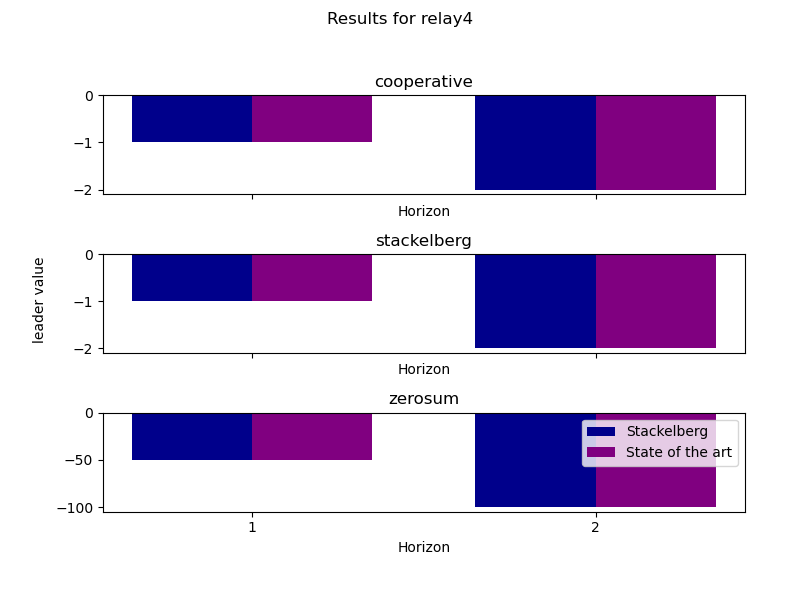 Results for relay4
cooperative
0
−1
−2
Horizon
stackelberg
0
−1
−2
leader value
Horizon
zerosum
0
−50
−100
Stackelberg
State of the art
1 2
Horizon